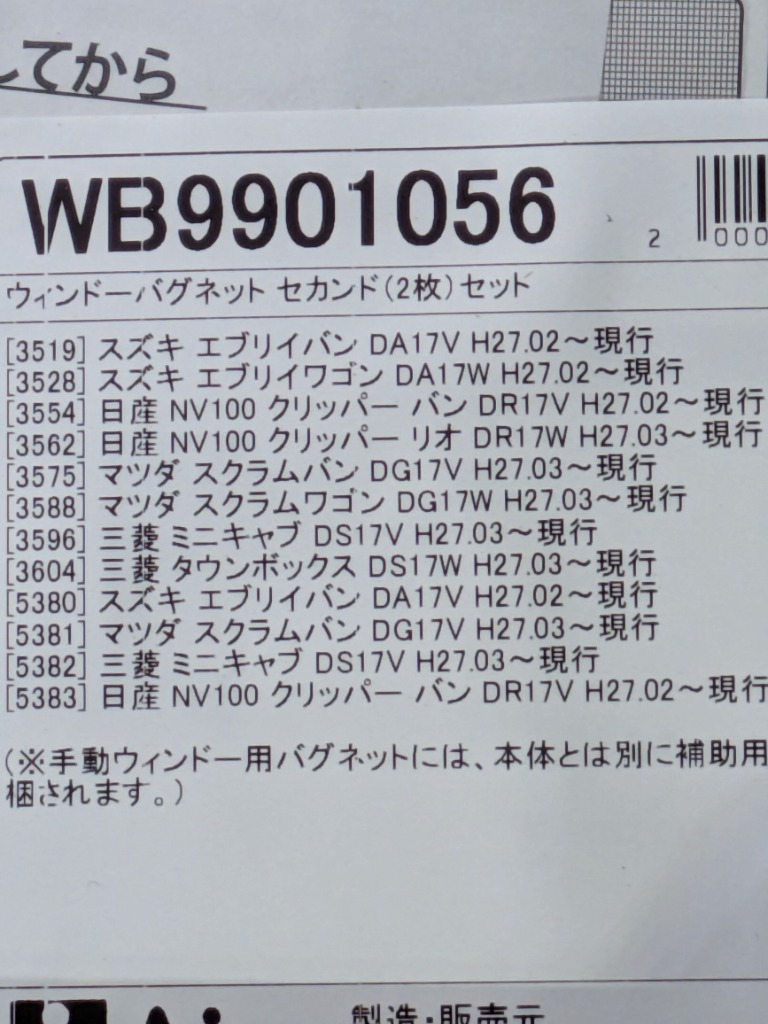 してから
WB9901056
2 000
ウィンドーバグネット セカンド(2枚)セット
[3519] スズキ エブリイバン DA17V H27.02～現行
[3528] スズキ エブリイワゴン DA17W H27.02～現行
[3554] 日産 NV100 クリッパー バン DR17V H27.02～現行
[3562] 日産 NV100 クリッパー リオ DR17W H27.03～現行
[3575] マツダ スクラムバン DG17V H27.03～現行
[3588] マツダ スクラムワゴン DG17W H27.03～現行
[3596] 三菱 ミニキャブ DS17V H27.03～現行
[3604] 三菱 タウンボックス DS17W H27.03～現行
[5380] スズキ エブリイバン DA17V H27.02～現行
[5381] マツダ スクラムバン DG17V H27.03～現行
[5382] 三菱 ミニキャブ DS17V H27.03～現行
[5383] 日産 NV100 クリッパー バン DR17V H27.02～現行
(※手動ウィンドー用バグネットには、本体とは別に補助用
梱されます。)
製造・販売元